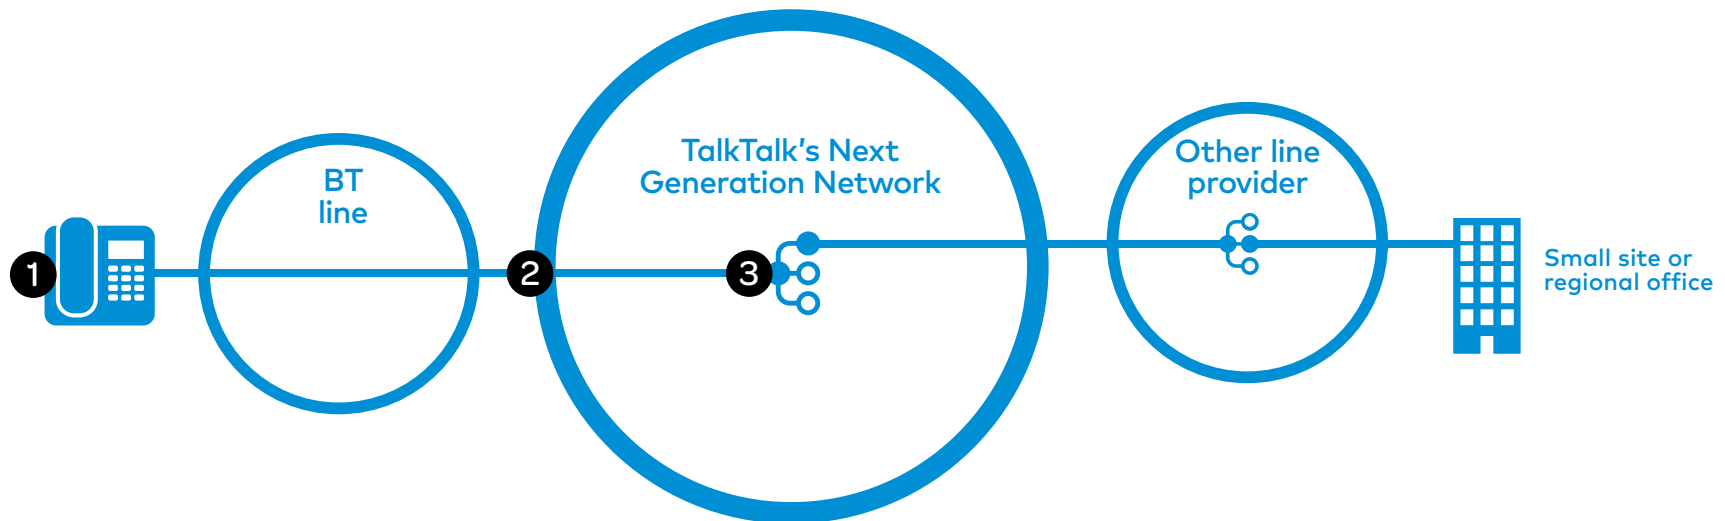 1
BT
line
2
TalkTalk’s Next
Generation Network
3
Other line
provider
Small site or
regional office